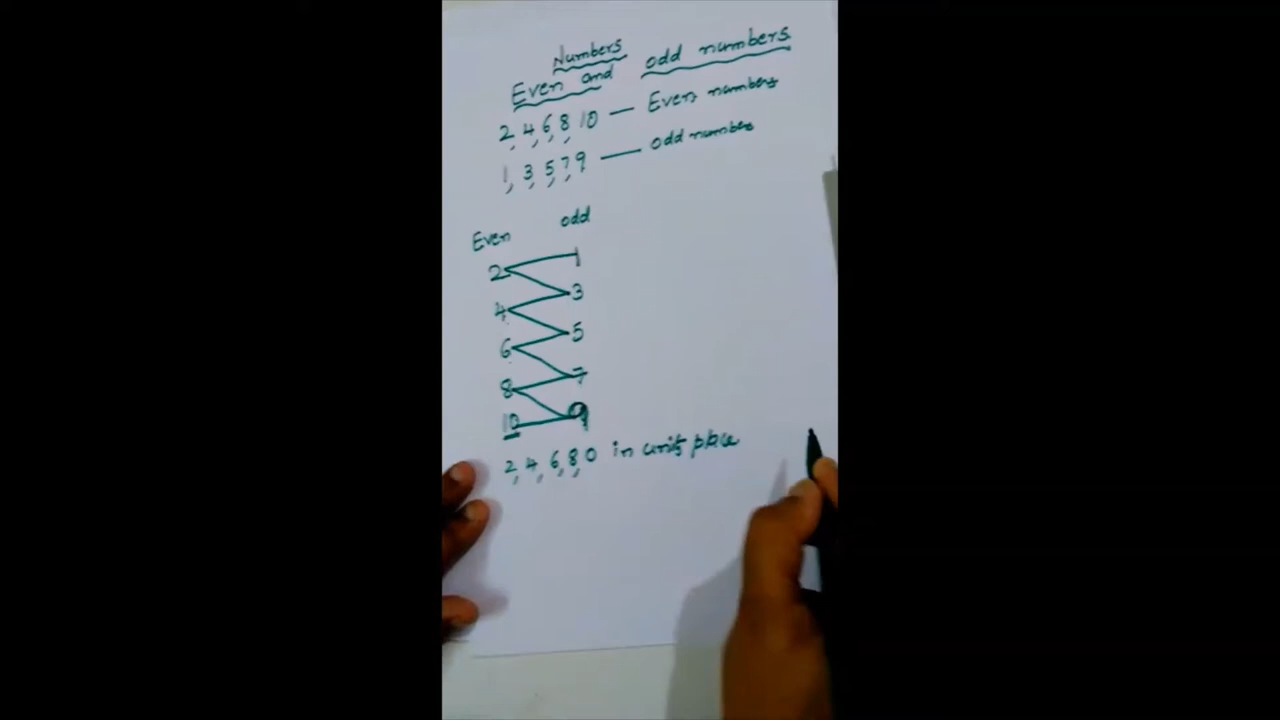 Numbers
Even and odd numbers
2, 4, 6, 8, 10 — Even numbers
1, 3, 5, 7, 9 — odd numbers
Even odd
2 1
4 3
6 5
8 7
10 9
2, 4, 6, 8, 0 in units place